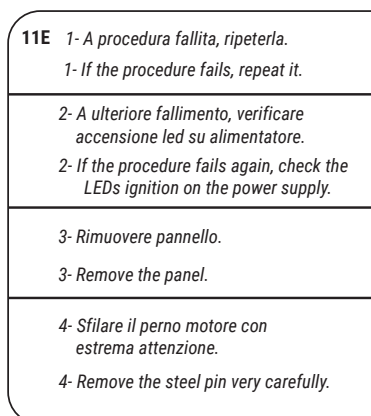 11E 1- A procedura fallita, ripeterla.
1- If the procedure fails, repeat it.
2- A ulteriore fallimento, verificare
accensione led su alimentatore.
2- If the procedure fails again, check the
LEDs ignition on the power supply.
3- Rimuovere pannello.
3- Remove the panel.
4- Sfilare il perno motore con
estrema attenzione.
4- Remove the steel pin very carefully.